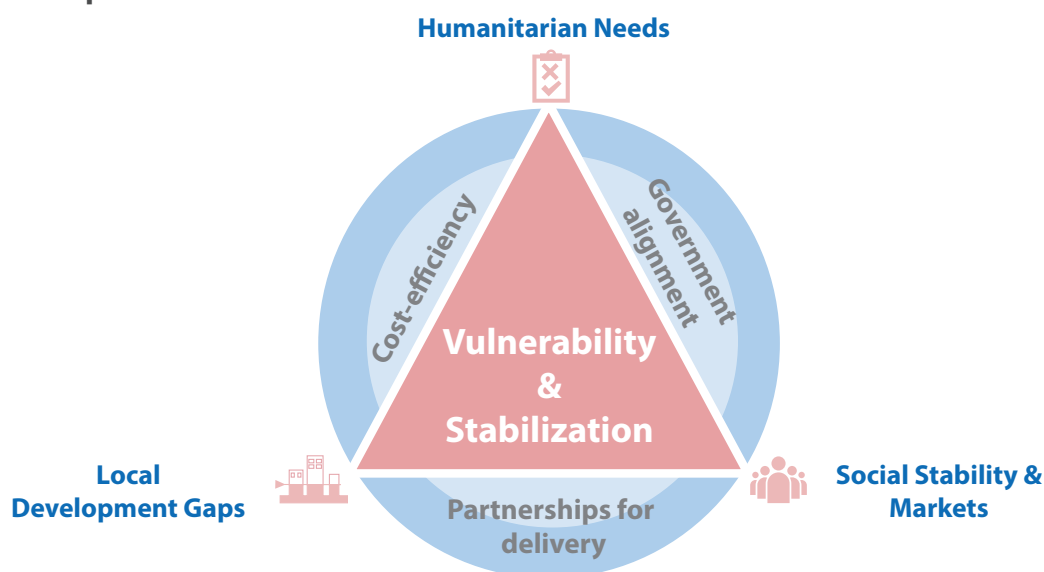 Humanitarian Needs
Cost-efficiency
Government
alignment
Vulnerability
&
Stabilization
Local
Development Gaps
Social Stability &
Markets
Partnerships for
delivery